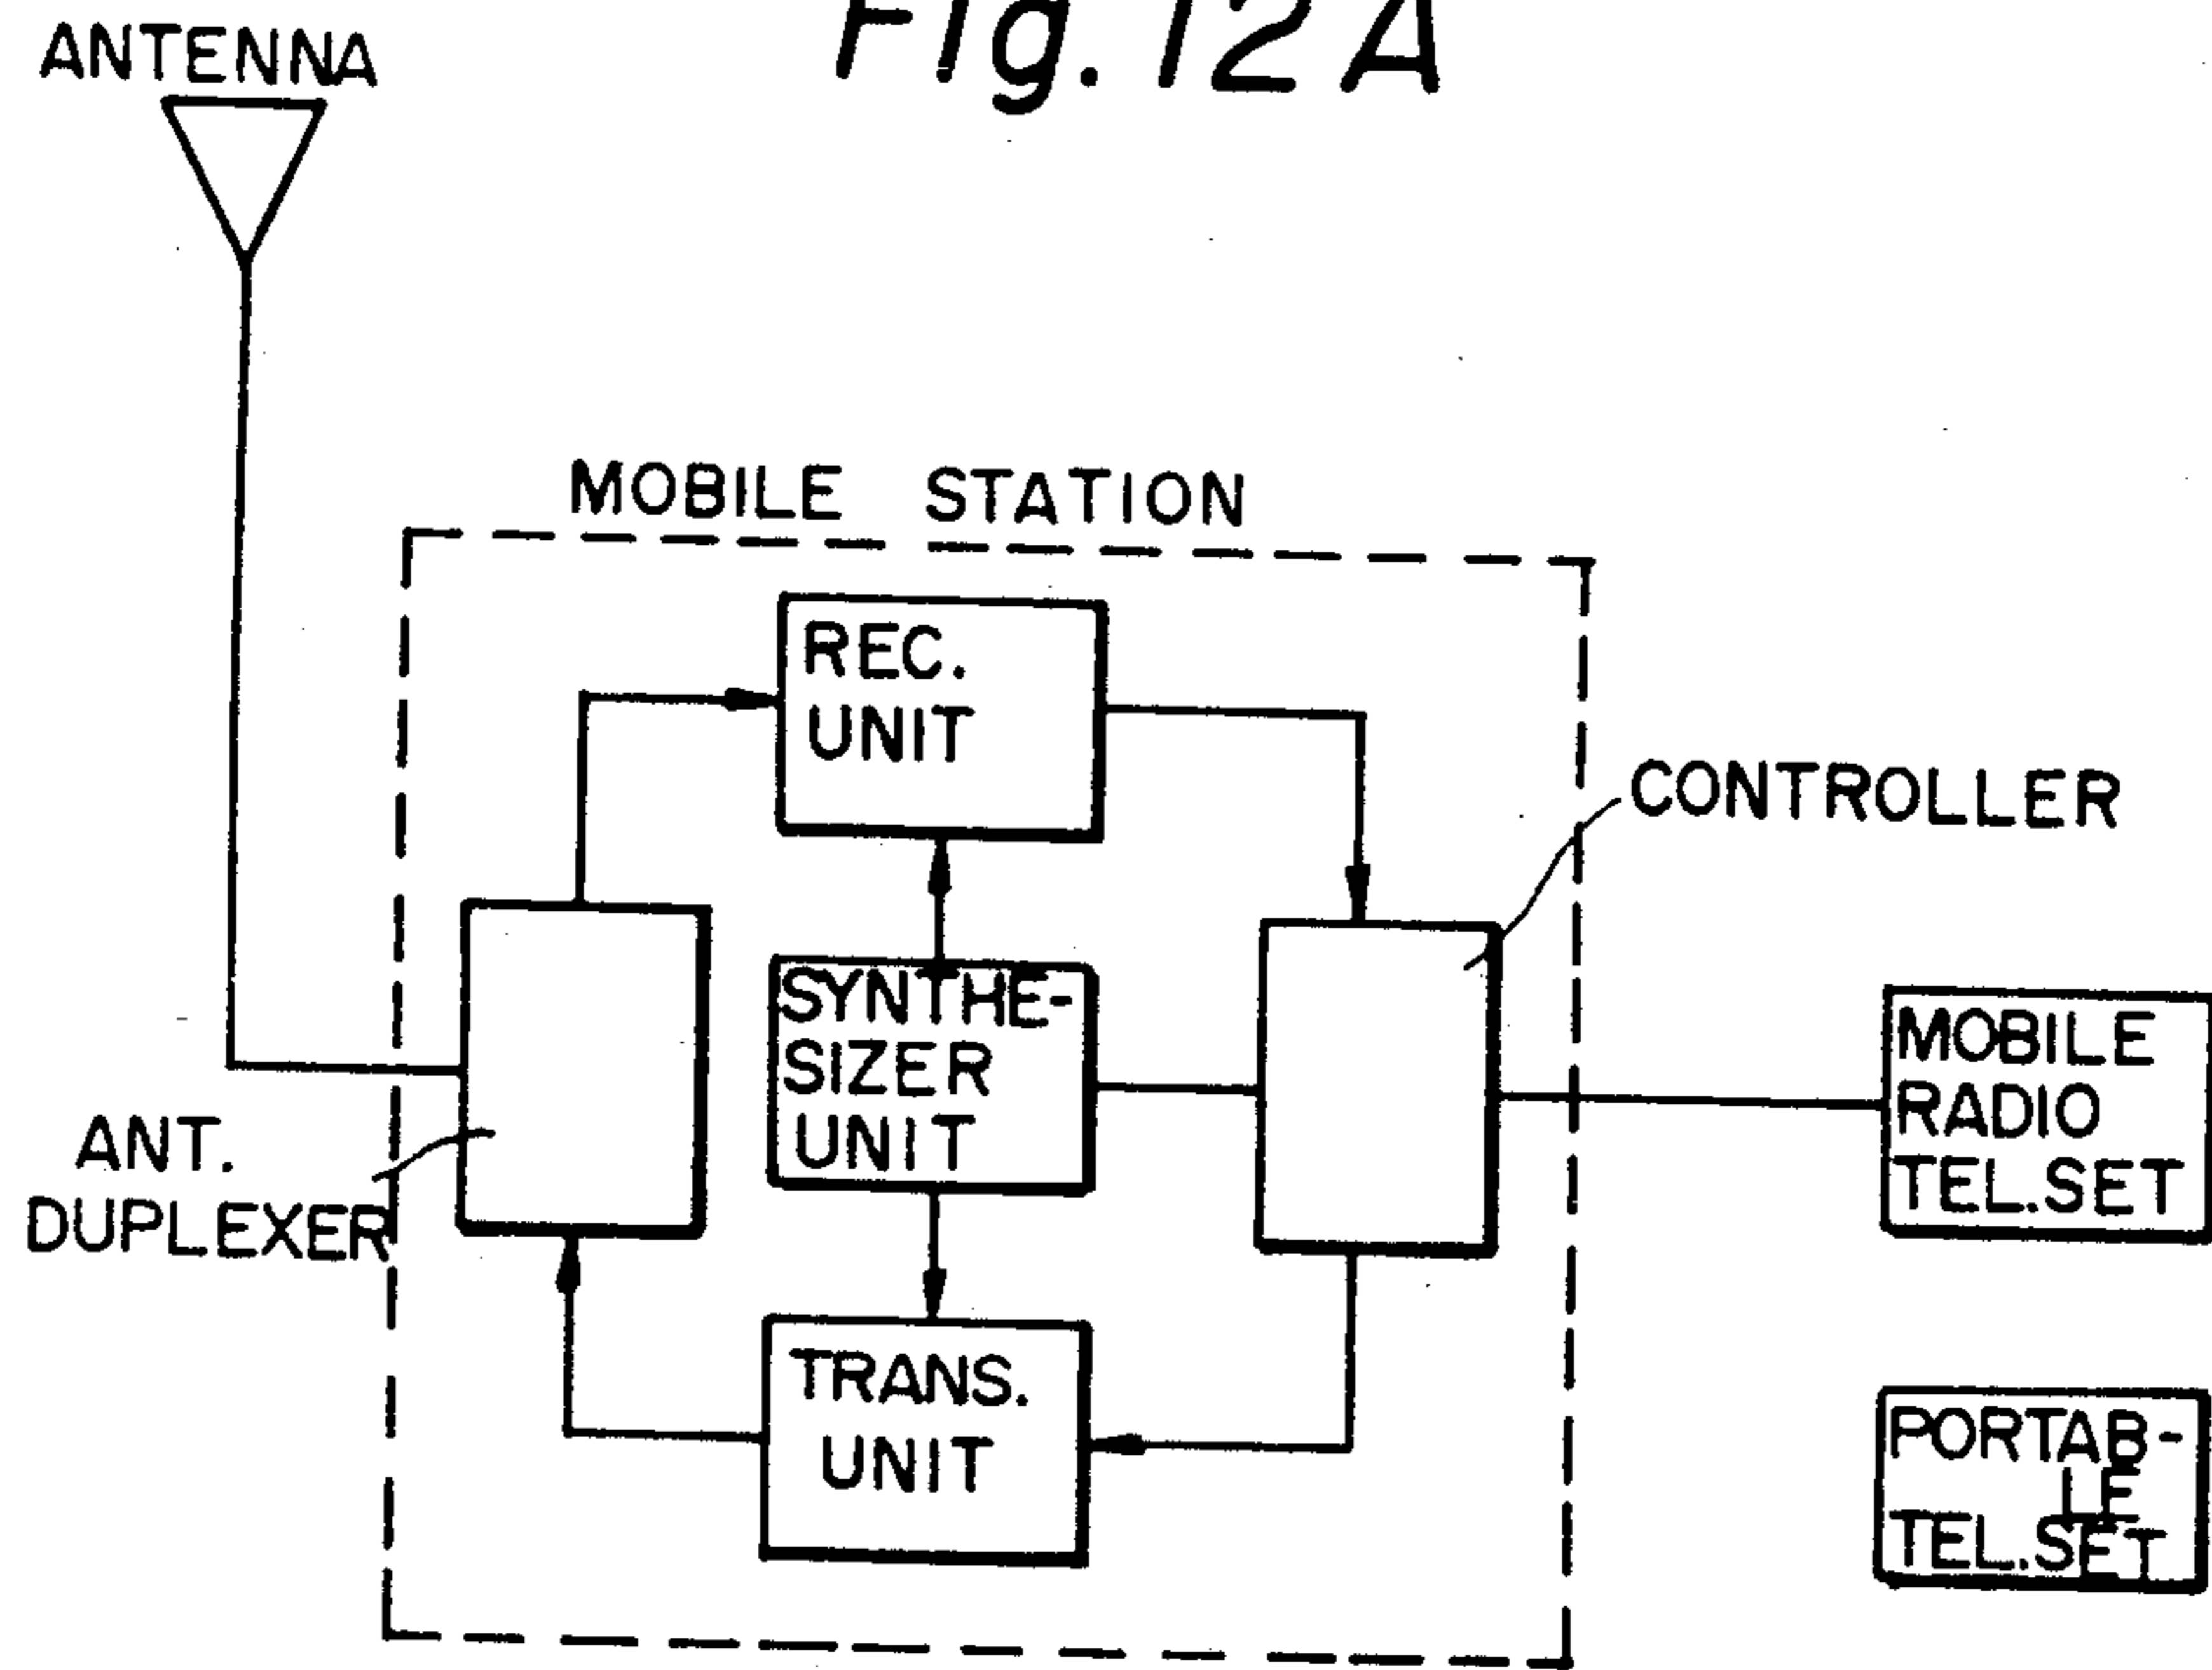 Fig. 12A
ANTENNA
MOBILE STATION
REC.
UNIT
CONTROLLER
SYNTHE-
SIZER
UNIT
MOBILE
RADIO
TEL.SET
ANT.
DUPLEXER
TRANS.
UNIT
PORTAB-
LE
TEL.SET